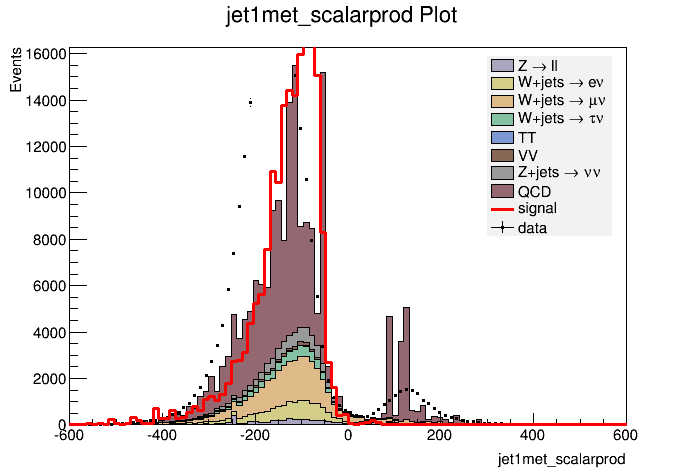 jet1met_scalarprod Plot
Events
16000
14000
12000
10000
8000
6000
4000
2000
0
-600
-400
-200
0
200
400
600
jet1met_scalarprod
Z → ll
W+jets → eν
W+jets → μν
W+jets → τν
TT
VV
Z+jets → νν
QCD
signal
data